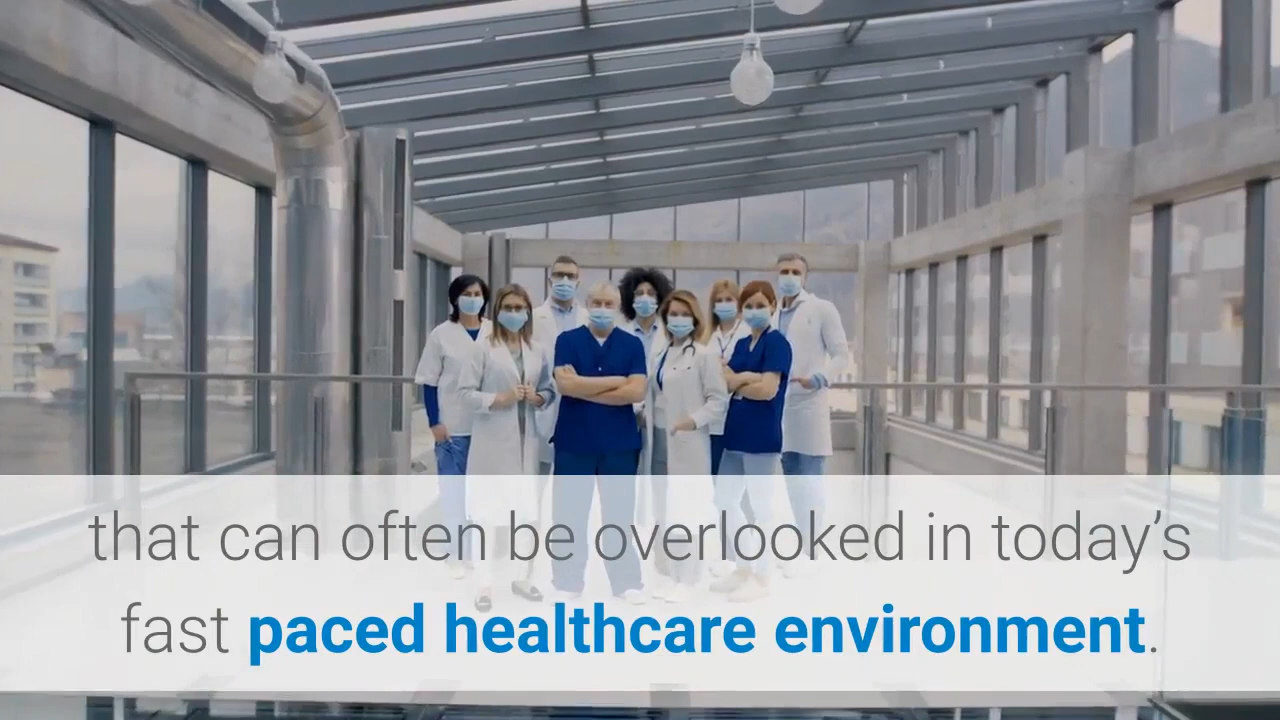 that can often be overlooked in today’s
fast paced healthcare environment.